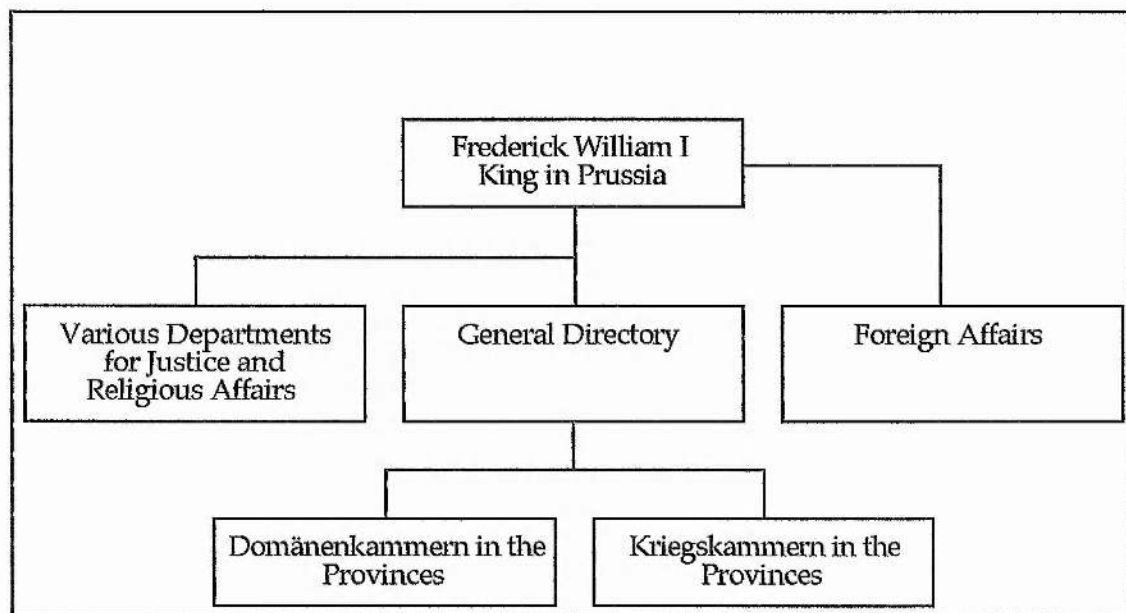 Frederick William I
King in Prussia
Various Departments
for Justice and
Religious Affairs
General Directory
Foreign Affairs
Domänenkammern in the
Provinces
Kriegskammern in the
Provinces